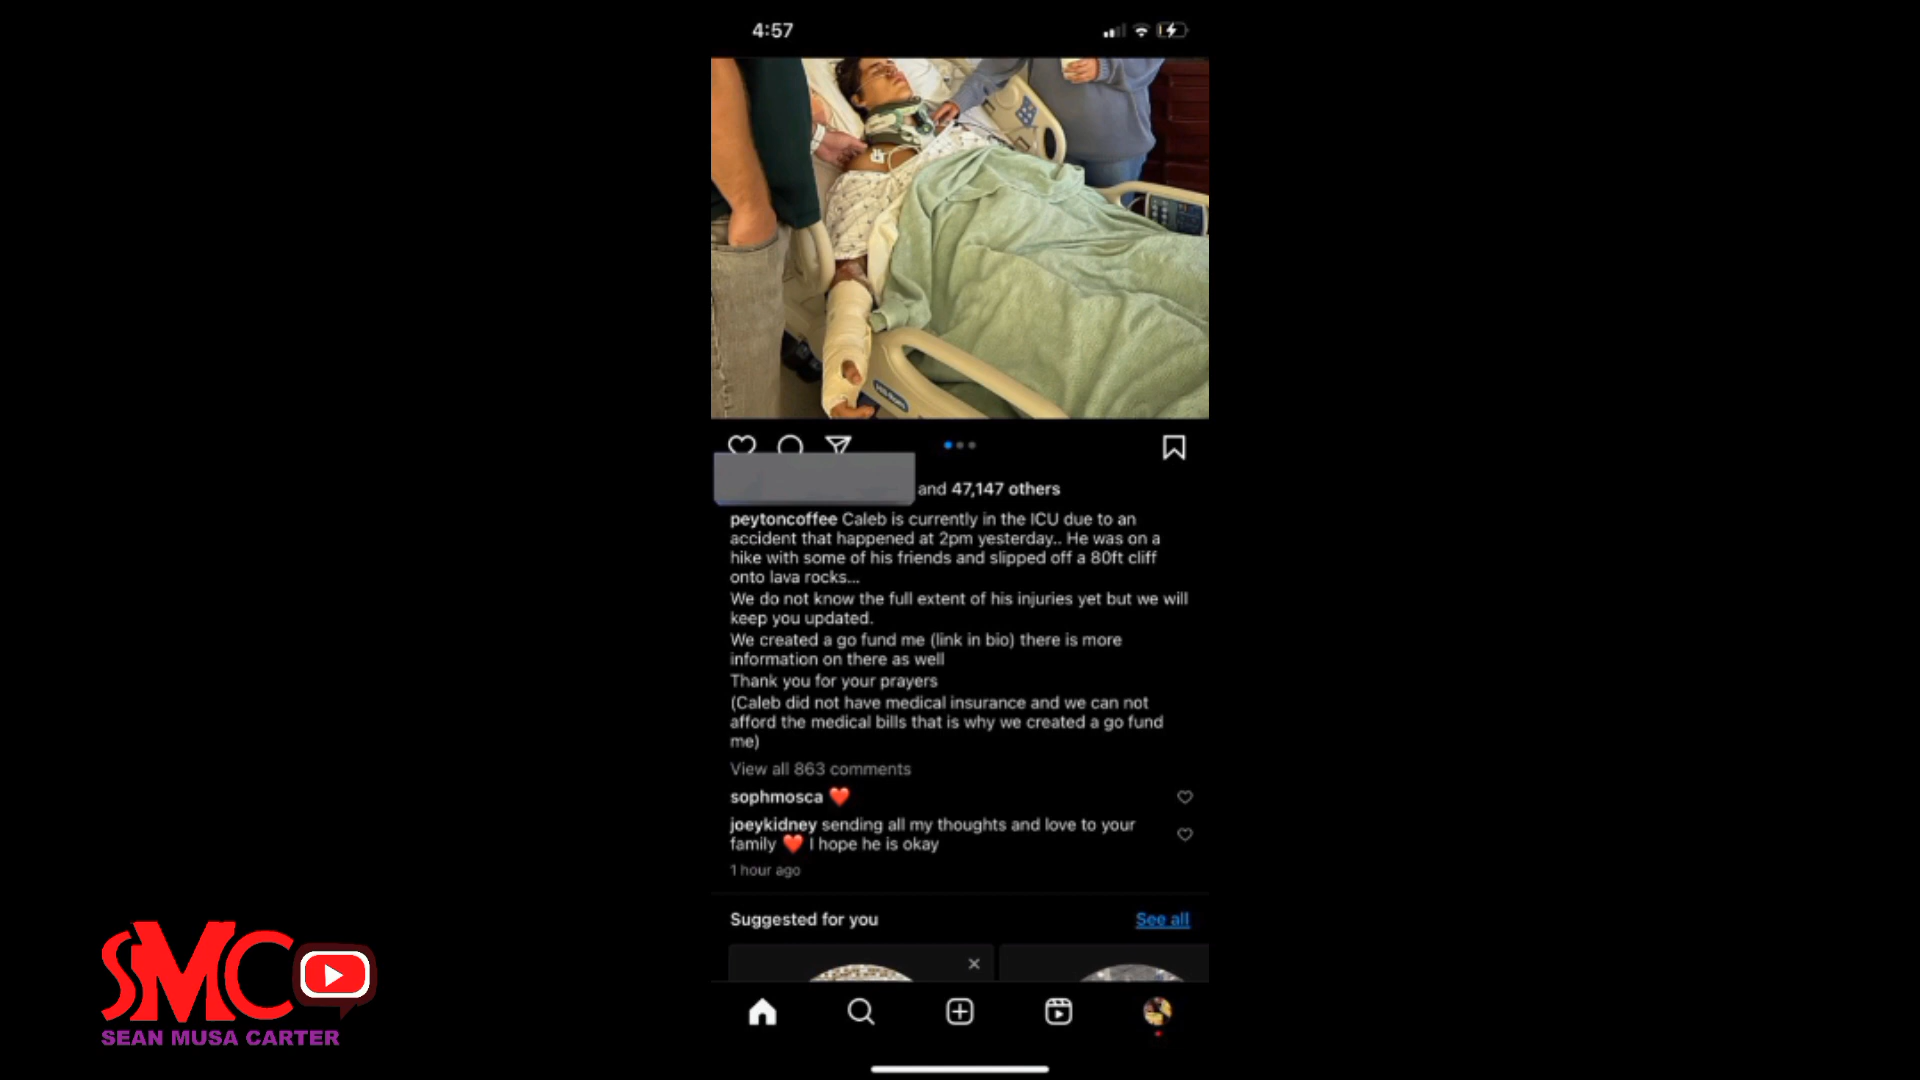 4:57
and 47,147 others
peytoncoffee Caleb is currently in the ICU due to an
accident that happened at 2pm yesterday.. He was on a
hike with some of his friends and slipped off a 80ft cliff
onto lava rocks...
We do not know the full extent of his injuries yet but we will
keep you updated.
We created a go fund me (link in bio) there is more
information on there as well
Thank you for your prayers
(Caleb did not have medical insurance and we can not
afford the medical bills that is why we created a go fund
me)
View all 863 comments
sophmosca ❤️
joeykidney sending all my thoughts and love to your
family ❤️ I hope he is okay
1 hour ago
Suggested for you See all
SMC
SEAN MUSA CARTER